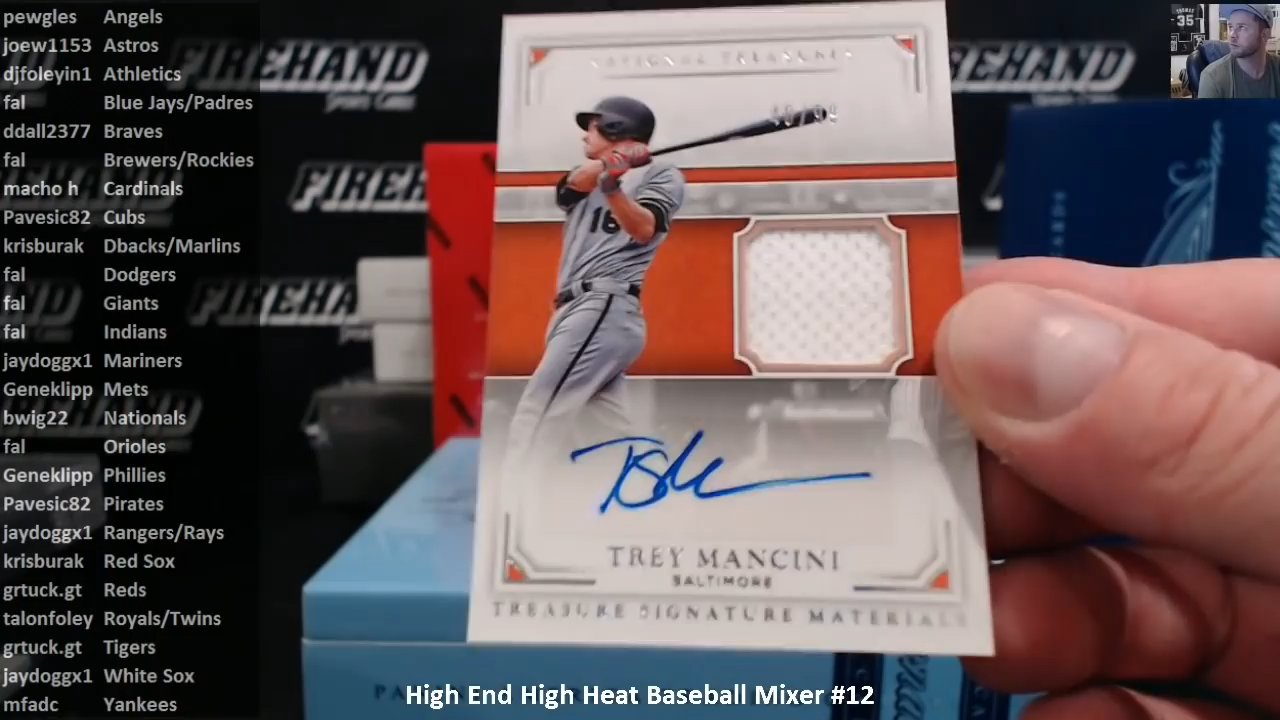 pewgles Angels
joew1153 Astros
djfoleyin1 Athletics
fal Blue Jays/Padres
ddall2377 Braves
fal Brewers/Rockies
macho h Cardinals
Pavesic82 Cubs
krisburak Dbacks/Marlins
fal Dodgers
fal Giants
fal Indians
jaydoggx1 Mariners
Geneklipp Mets
bwig22 Nationals
fal Orioles
Geneklipp Phillies
Pavesic82 Pirates
jaydoggx1 Rangers/Rays
krisburak Red Sox
grtuck.gt Reds
talonfoley Royals/Twins
grtuck.gt Tigers
jaydoggx1 White Sox
mfadc Yankees
FIREHAND
SPORTS CARDS
NATIONAL TREASURES
16
TREY MANCINI
BALTIMORE
TREASURE SIGNATURE MATERIALS
35
High End High Heat Baseball Mixer #12